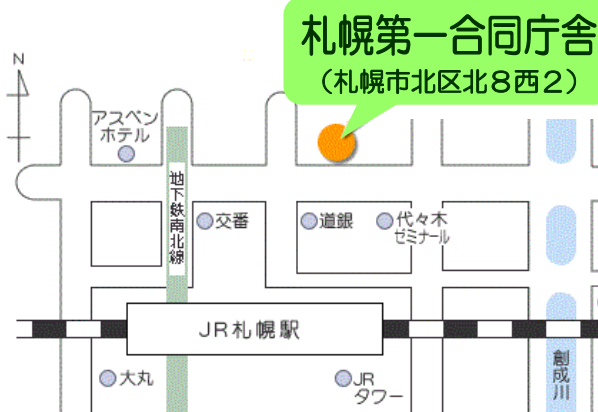 札幌第一合同庁舎
（札幌市北区北８西２）
N
アスペン
ホテル
地下鉄南北線
交番
道銀
代々木
ゼミナール
JR札幌駅
創成川
大丸
JR
タワー